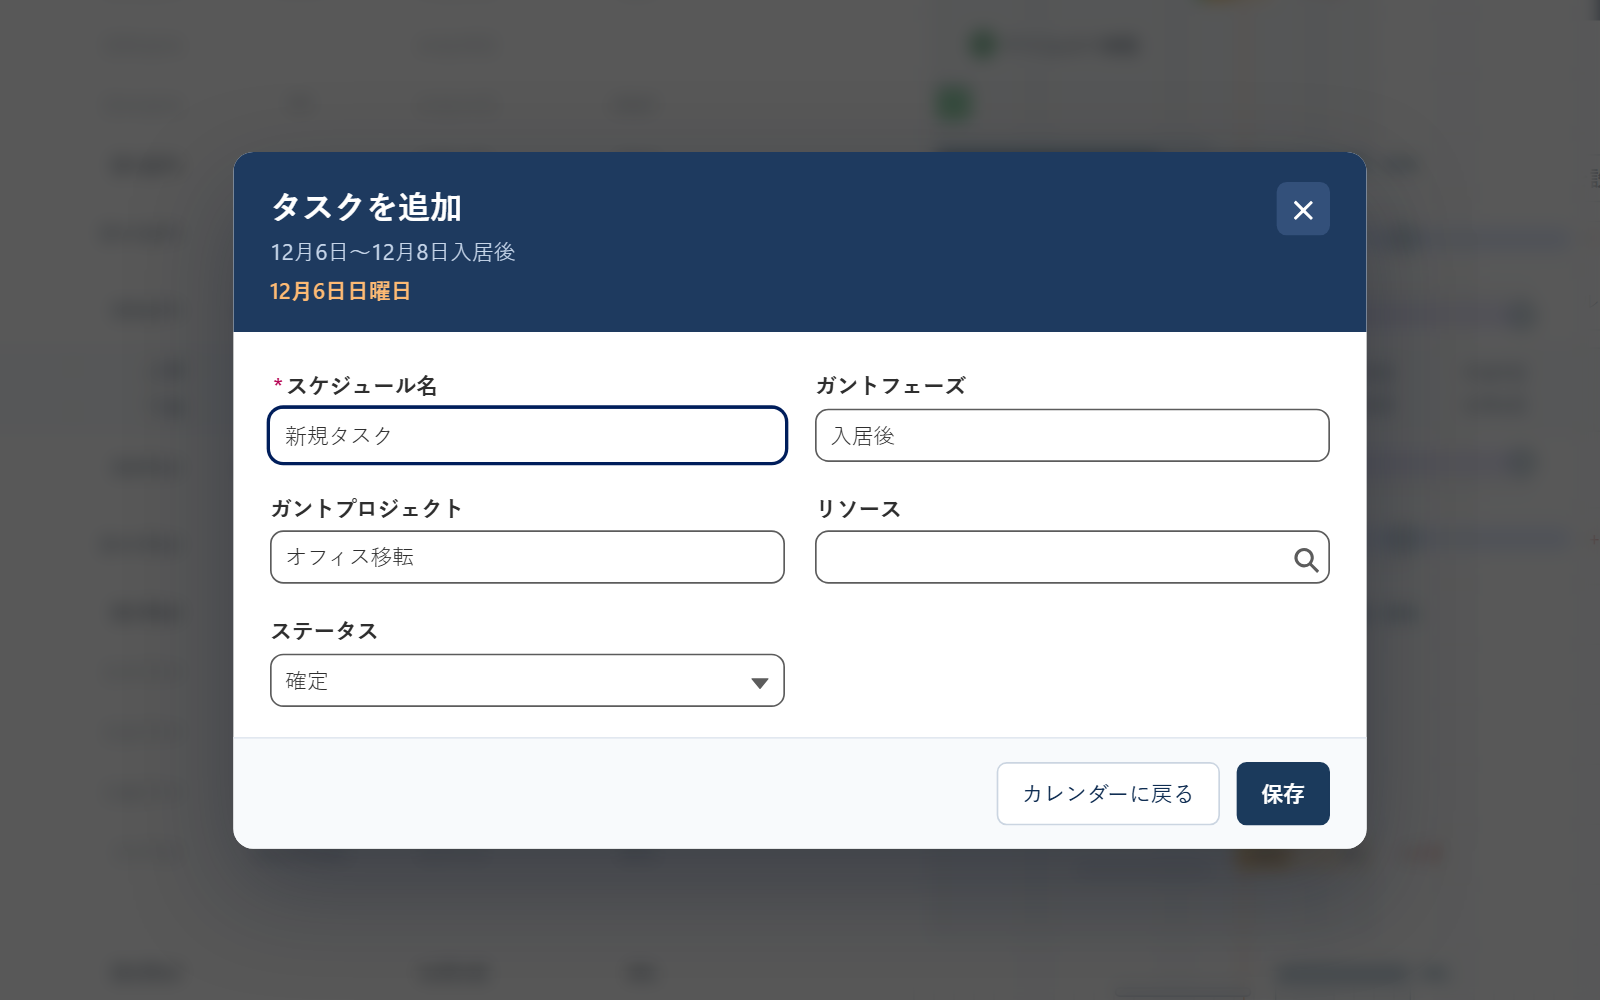 タスクを追加
12月6日〜12月8日入居後
12月6日日曜日
*スケジュール名
新規タスク
ガントフェーズ
入居後
ガントプロジェクト
オフィス移転
リソース
ステータス
確定
カレンダーに戻る
保存